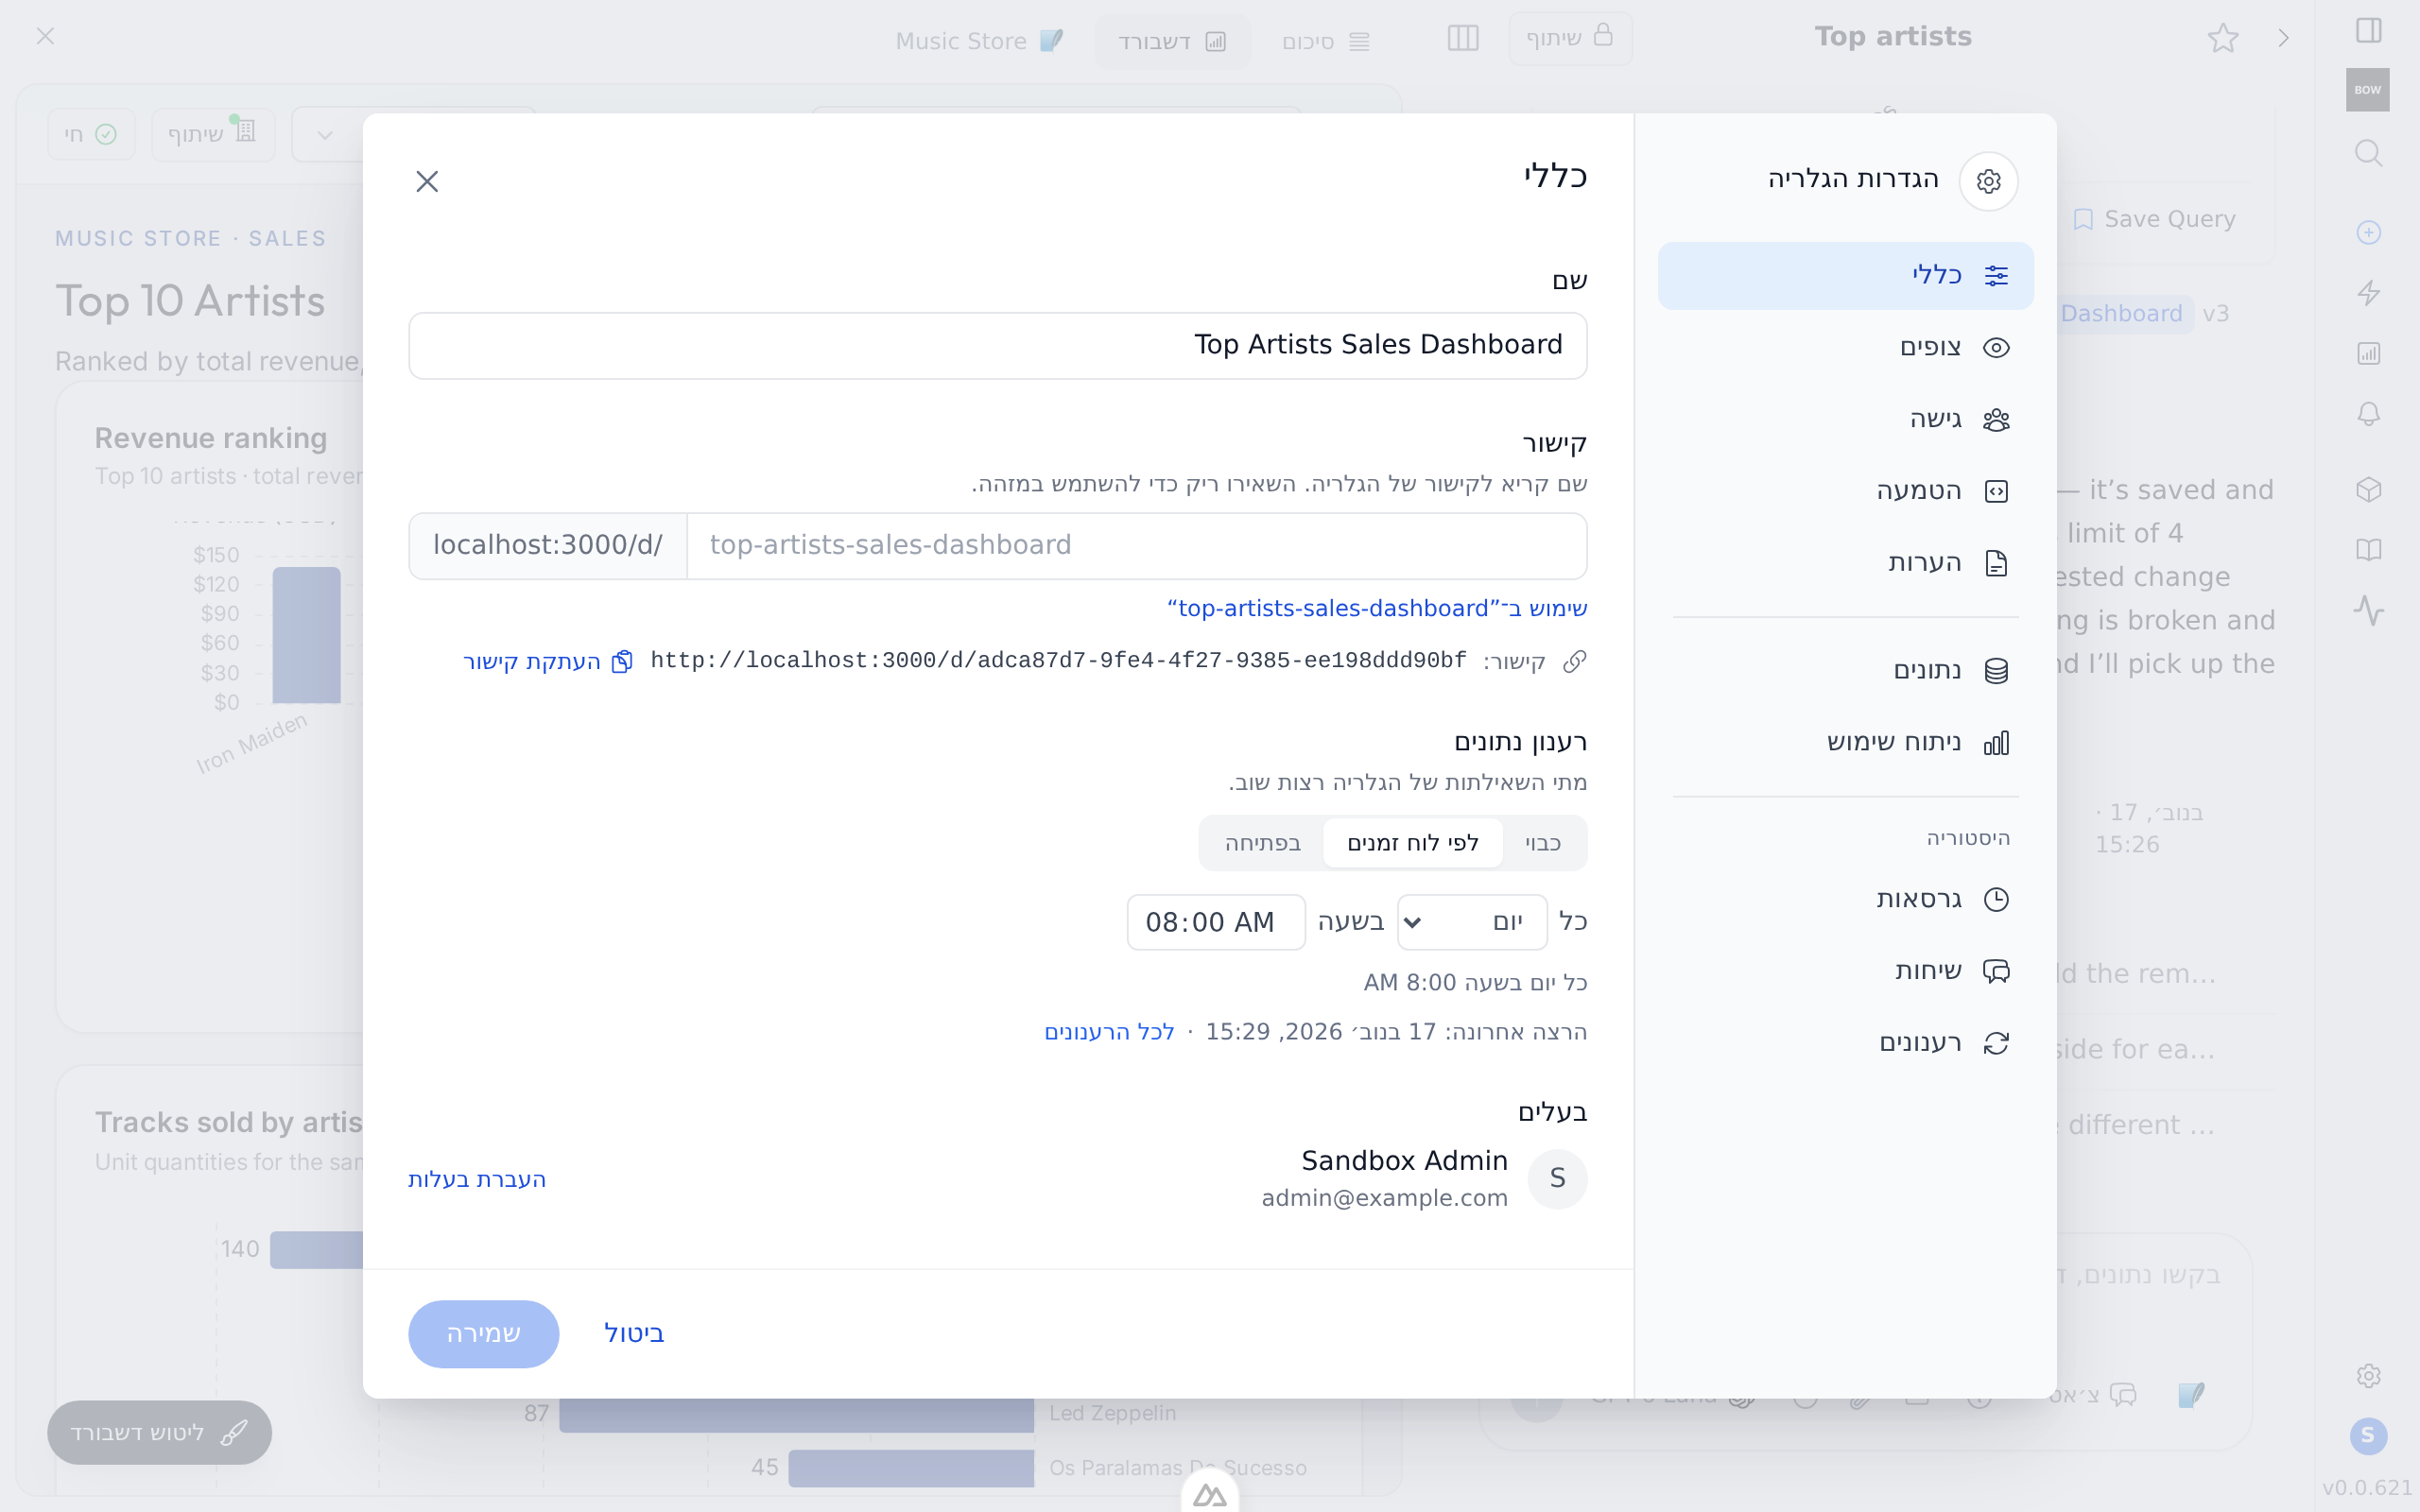 Top artists
שיתוף
סיכום
דשבורד
Music Store
BOW
שיתוף
חי
MUSIC STORE · SALES
Top 10 Artists
Ranked by total revenue,
Revenue ranking
Top 10 artists · total rever
$150
$120
$90
$60
$30
$0
Iron Maiden
Tracks sold by artis
Unit quantities for the sar
140
87
Led Zeppelin
45
Os Paralamas Do Sucesso
ליטוש דשבורד
Save Query
Dashboard
v3
— it’s saved and
limit of 4
ested change
ng is broken and
nd I’ll pick up the
17 בנוב׳, ·
15:26
ld the rem...
side for ea...
different ...
בקשו נתונים, ד
צ׳אט
S
v0.0.621
הגדרות הגלריה
כללי
צופים
גישה
הטמעה
הערות
נתונים
ניתוח שימוש
היסטוריה
גרסאות
שיחות
רענונים
כללי
שם
Top Artists Sales Dashboard
קישור
שם קריא לקישור של הגלריה. השאירו ריק כדי להשתמש במזהה.
localhost:3000/d/ top-artists-sales-dashboard
שימוש ב־”top-artists-sales-dashboard“
קישור: http://localhost:3000/d/adca87d7-9fe4-4f27-9385-ee198ddd90bf העתקת קישור
רענון נתונים
מתי השאילתות של הגלריה רצות שוב.
כבוי לפי לוח זמנים בפתיחה
כל יום בשעה 08:00 AM
כל יום בשעה 8:00 AM
הרצה אחרונה: 17 בנוב׳ 2026, 15:29 · לכל הרענונים
בעלים
S
Sandbox Admin
admin@example.com
העברת בעלות
ביטול
שמירה